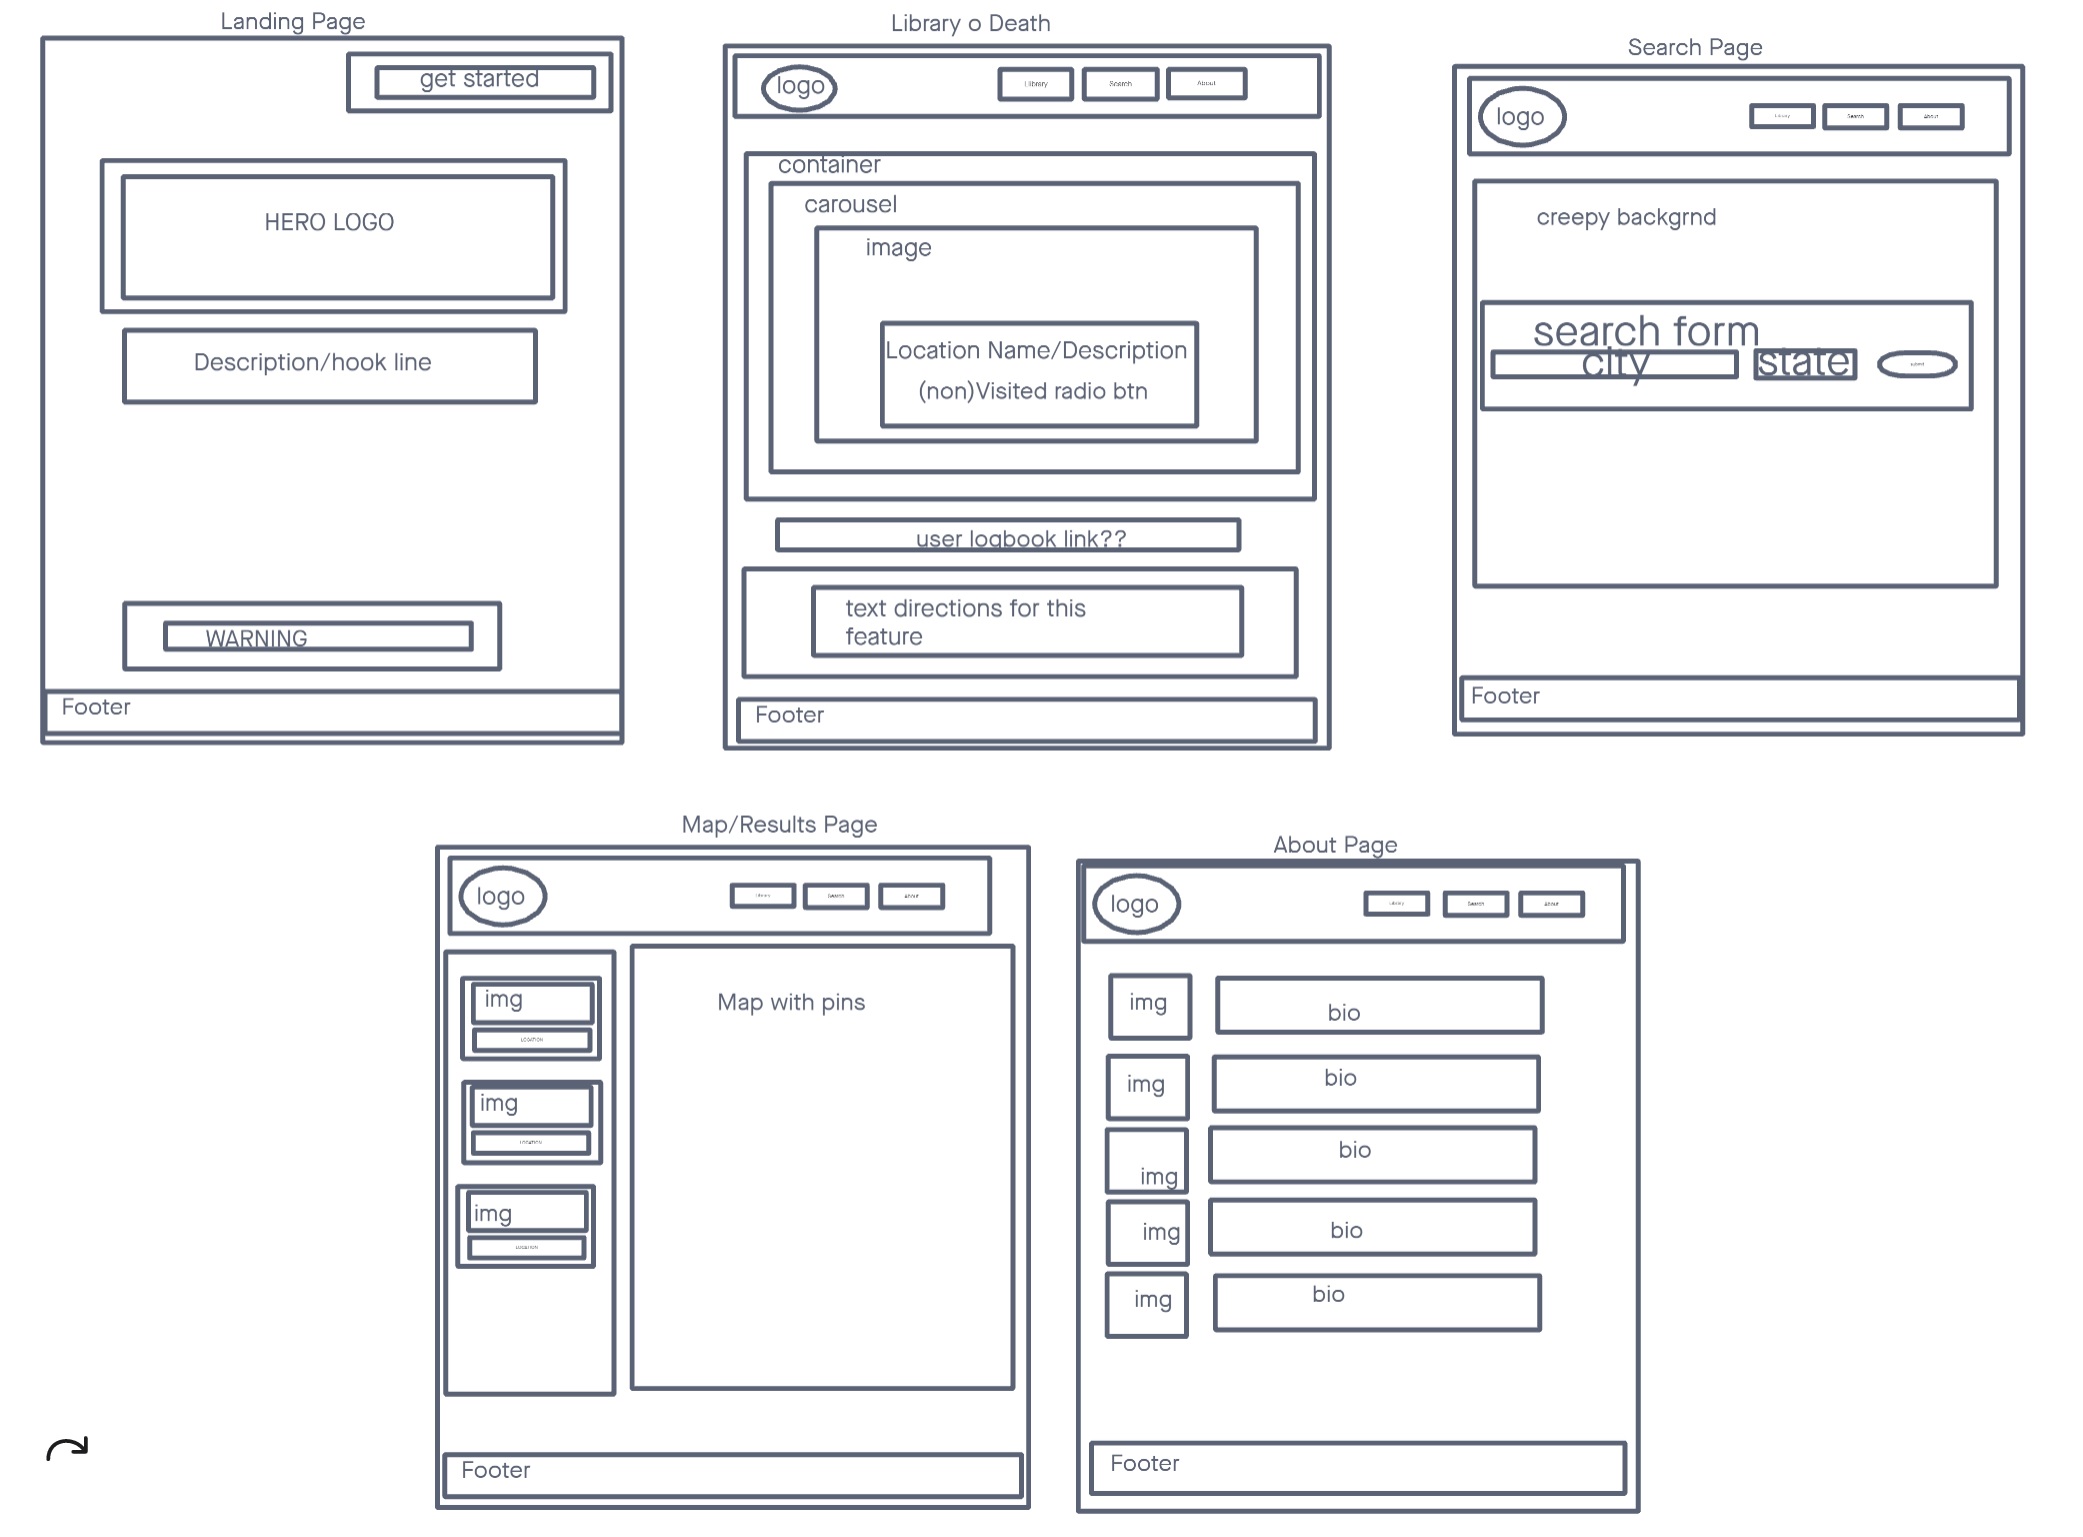 Landing Page
get started
HERO LOGO
Description/hook line
WARNING
Footer
Library o Death
logo
Library
Search
About
container
carousel
image
Location Name/Description
(non)Visited radio btn
user logbook link??
text directions for this
feature
Footer
Search Page
logo
Library
Search
About
creepy backgrnd
search form
city
state
submit
Footer
Map/Results Page
logo
Library
Search
About
img
LOCATION
img
LOCATION
img
LOCATION
Map with pins
Footer
About Page
logo
Library
Search
About
img
bio
img
bio
img
bio
img
bio
img
bio
Footer